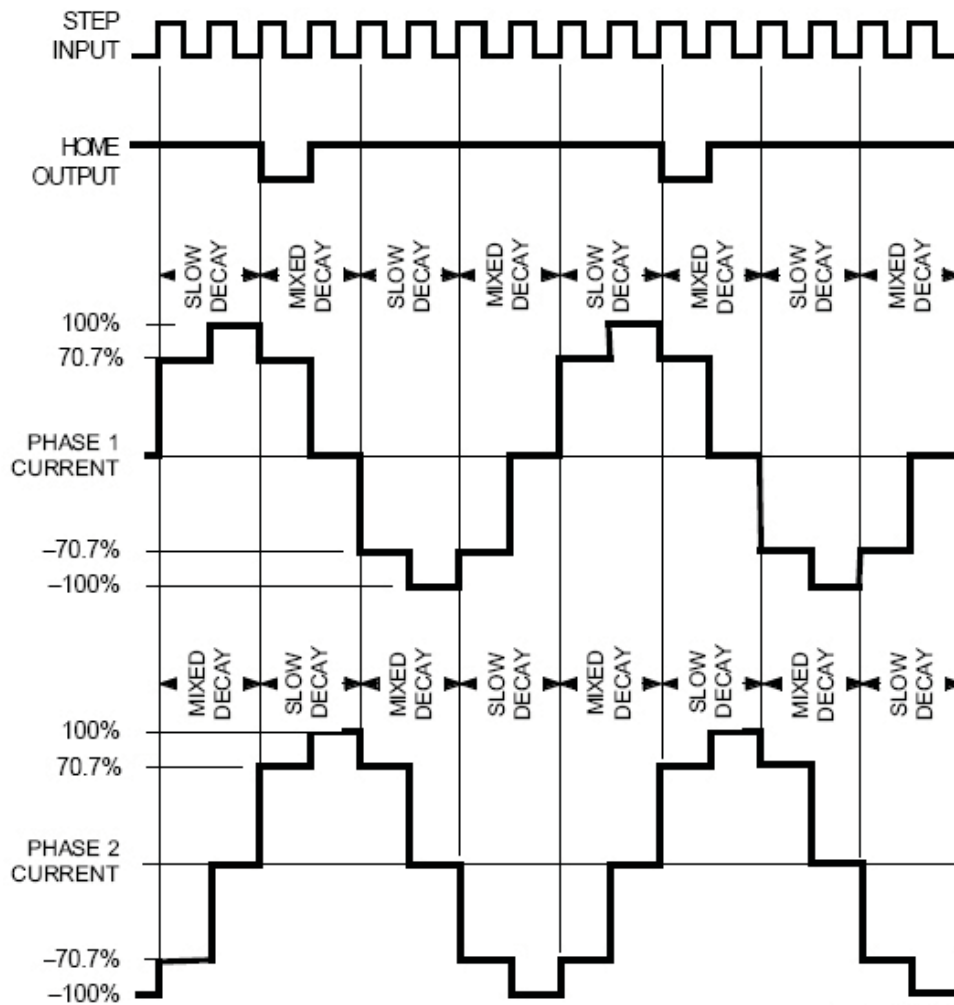 STEP
INPUT
HOME
OUTPUT
SLOW
DECAY
MIXED
DECAY
SLOW
DECAY
MIXED
DECAY
SLOW
DECAY
MIXED
DECAY
SLOW
DECAY
MIXED
DECAY
100%
70.7%
PHASE 1
CURRENT
–70.7%
–100%
MIXED
DECAY
SLOW
DECAY
MIXED
DECAY
SLOW
DECAY
MIXED
DECAY
SLOW
DECAY
MIXED
DECAY
SLOW
DECAY
100%
70.7%
PHASE 2
CURRENT
–70.7%
–100%